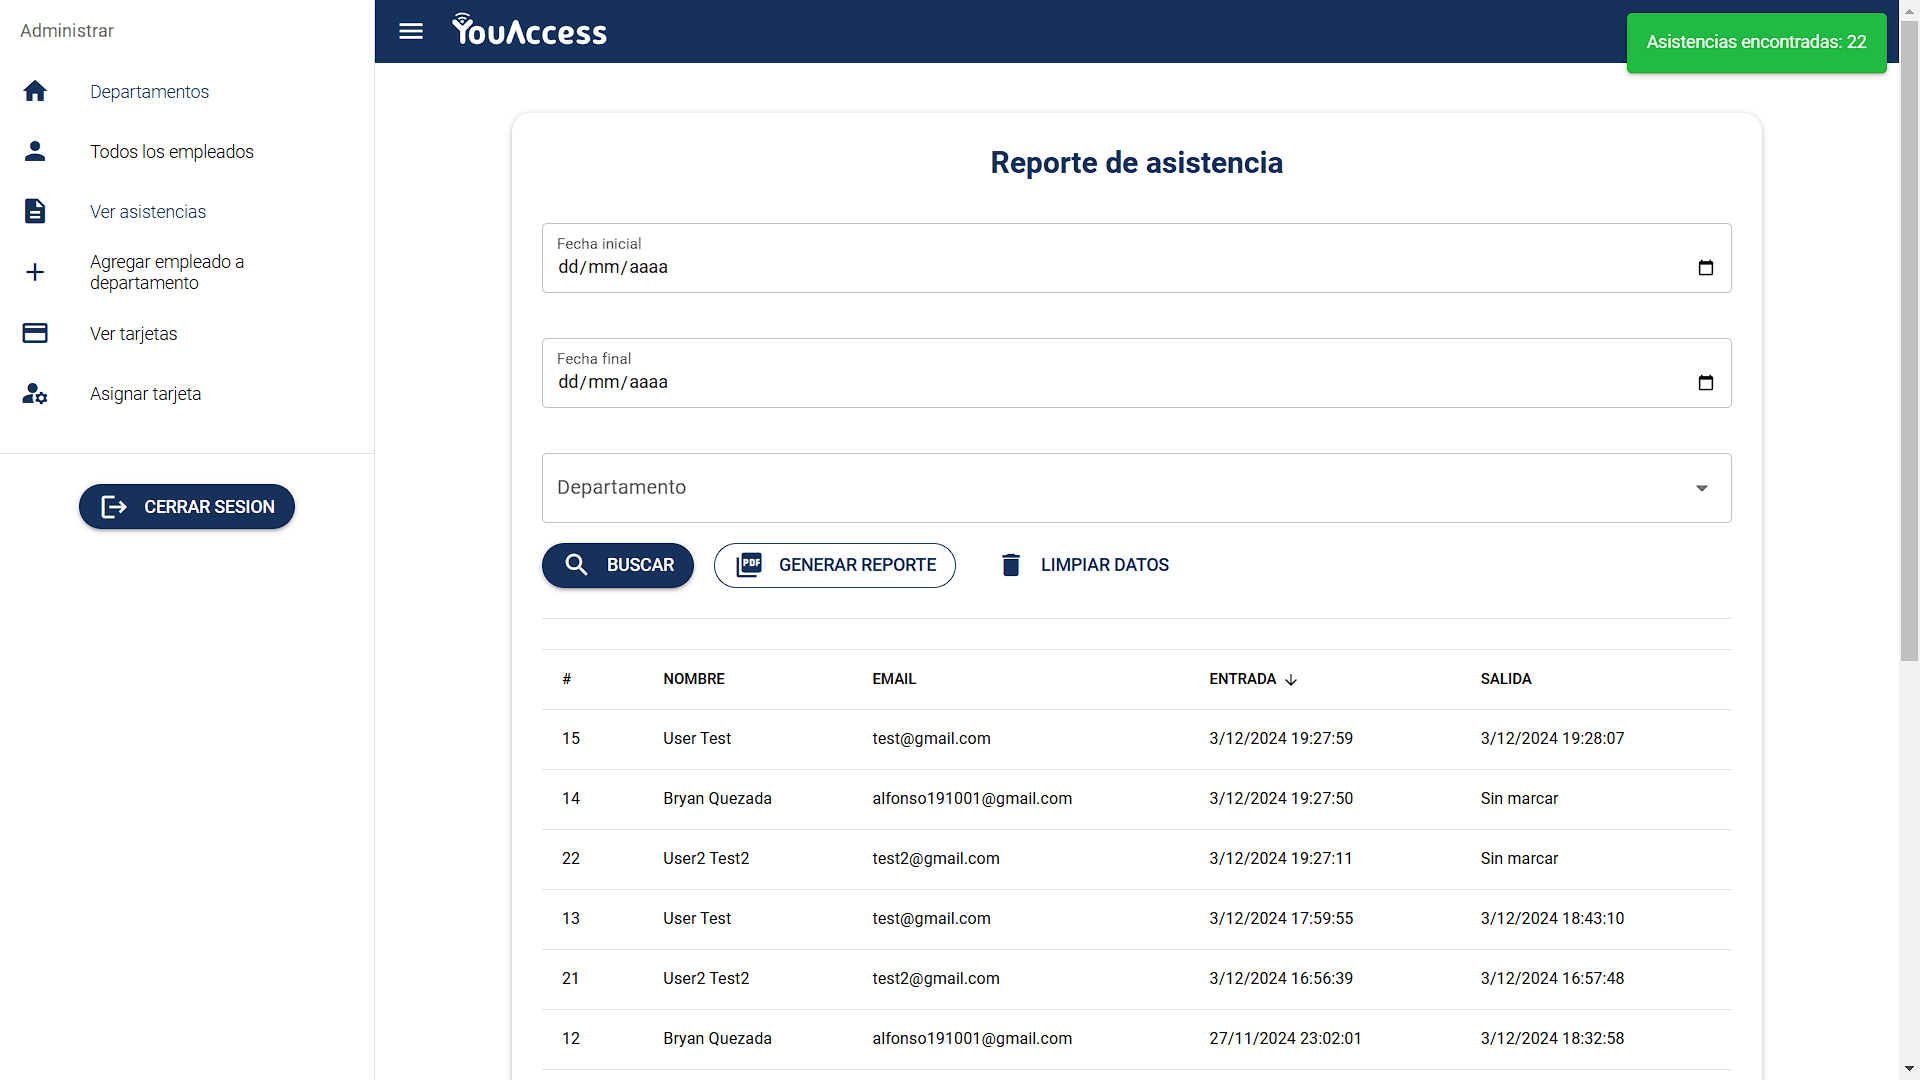 Administrar
Departamentos
Todos los empleados
Ver asistencias
Agregar empleado a
departamento
Ver tarjetas
Asignar tarjeta
CERRAR SESION
YouAccess
Asistencias encontradas: 22
Reporte de asistencia
Fecha inicial
dd/mm/aaaa
Fecha final
dd/mm/aaaa
Departamento
BUSCAR
PDF GENERAR REPORTE
LIMPIAR DATOS
# NOMBRE EMAIL ENTRADA SALIDA
15 User Test test@gmail.com 3/12/2024 19:27:59 3/12/2024 19:28:07
14 Bryan Quezada alfonso191001@gmail.com 3/12/2024 19:27:50 Sin marcar
22 User2 Test2 test2@gmail.com 3/12/2024 19:27:11 Sin marcar
13 User Test test@gmail.com 3/12/2024 17:59:55 3/12/2024 18:43:10
21 User2 Test2 test2@gmail.com 3/12/2024 16:56:39 3/12/2024 16:57:48
12 Bryan Quezada alfonso191001@gmail.com 27/11/2024 23:02:01 3/12/2024 18:32:58